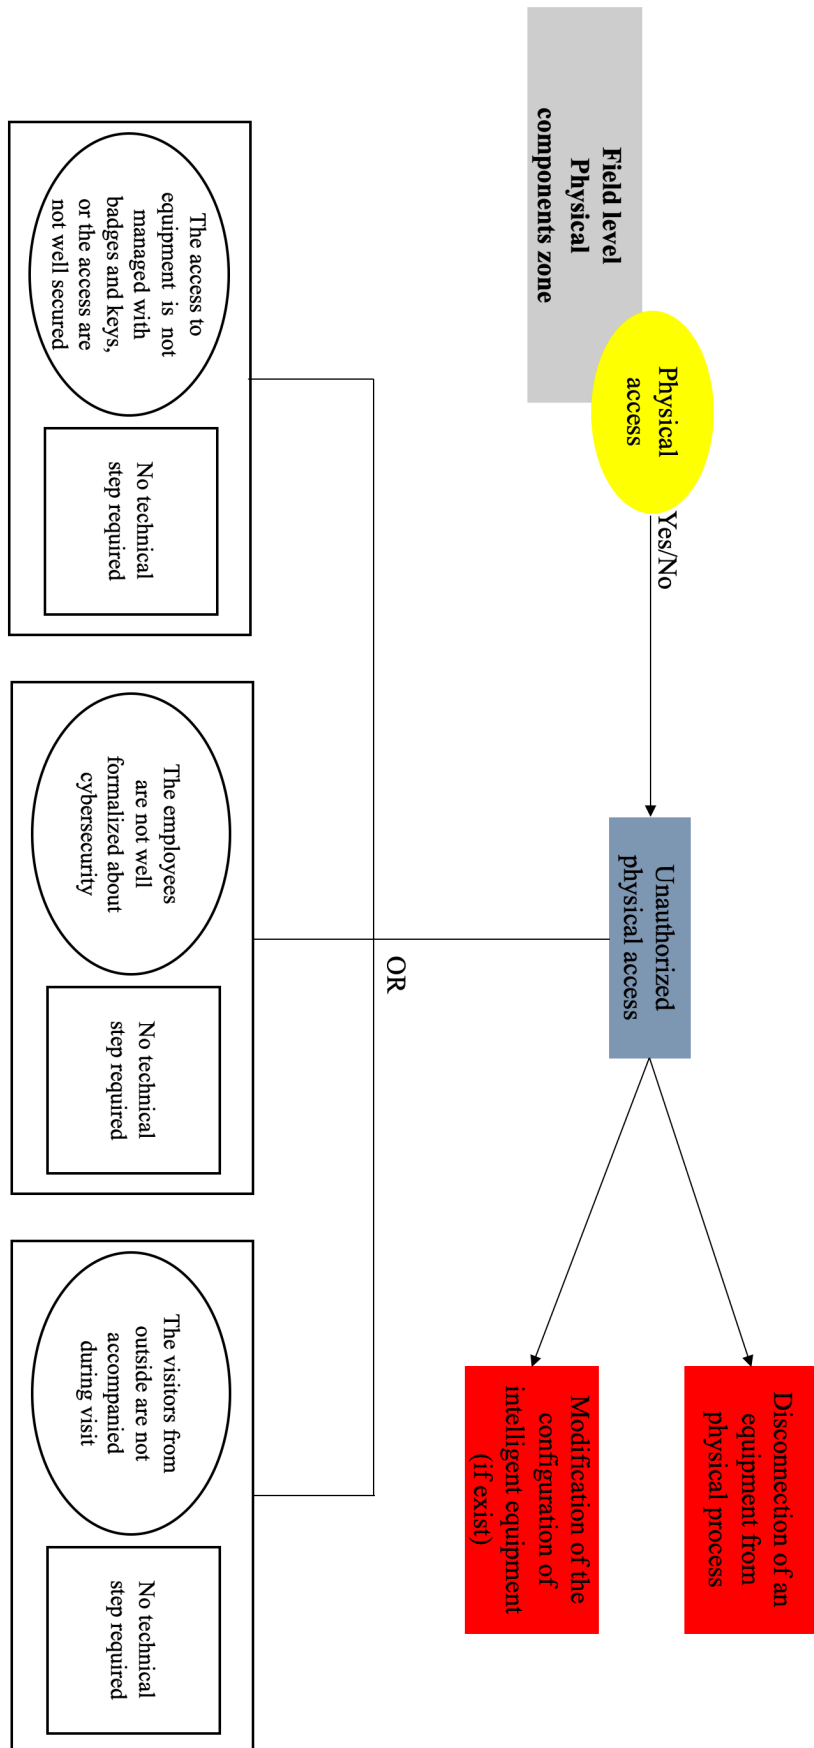 Field level
Physical
components zone
Physical
access
Yes/No
Unauthorized
physical access
Disconnection of an
equipment from
physical process
Modification of the
configuration of
intelligent equipment
(if exist)
OR
The access to
equipment is not
managed with
badges and keys,
or the access are
not well secured
No technical
step required
The employees
are not well
formalized about
cybersecurity
No technical
step required
The visitors from
outside are not
accompanied
during visit
No technical
step required